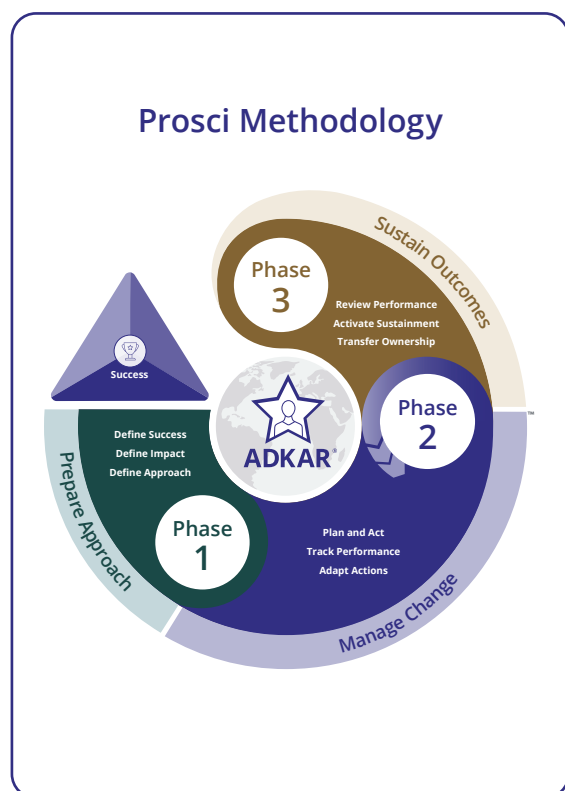 Prosci Methodology
Sustain Outcomes
Phase
3
Review Performance
Activate Sustainment
Transfer Ownership
Success
Phase
2
ADKAR®
Define Success
Define Impact
Define Approach
Phase
1
Prepare Approach
Plan and Act
Track Performance
Adapt Actions
Manage Change
™